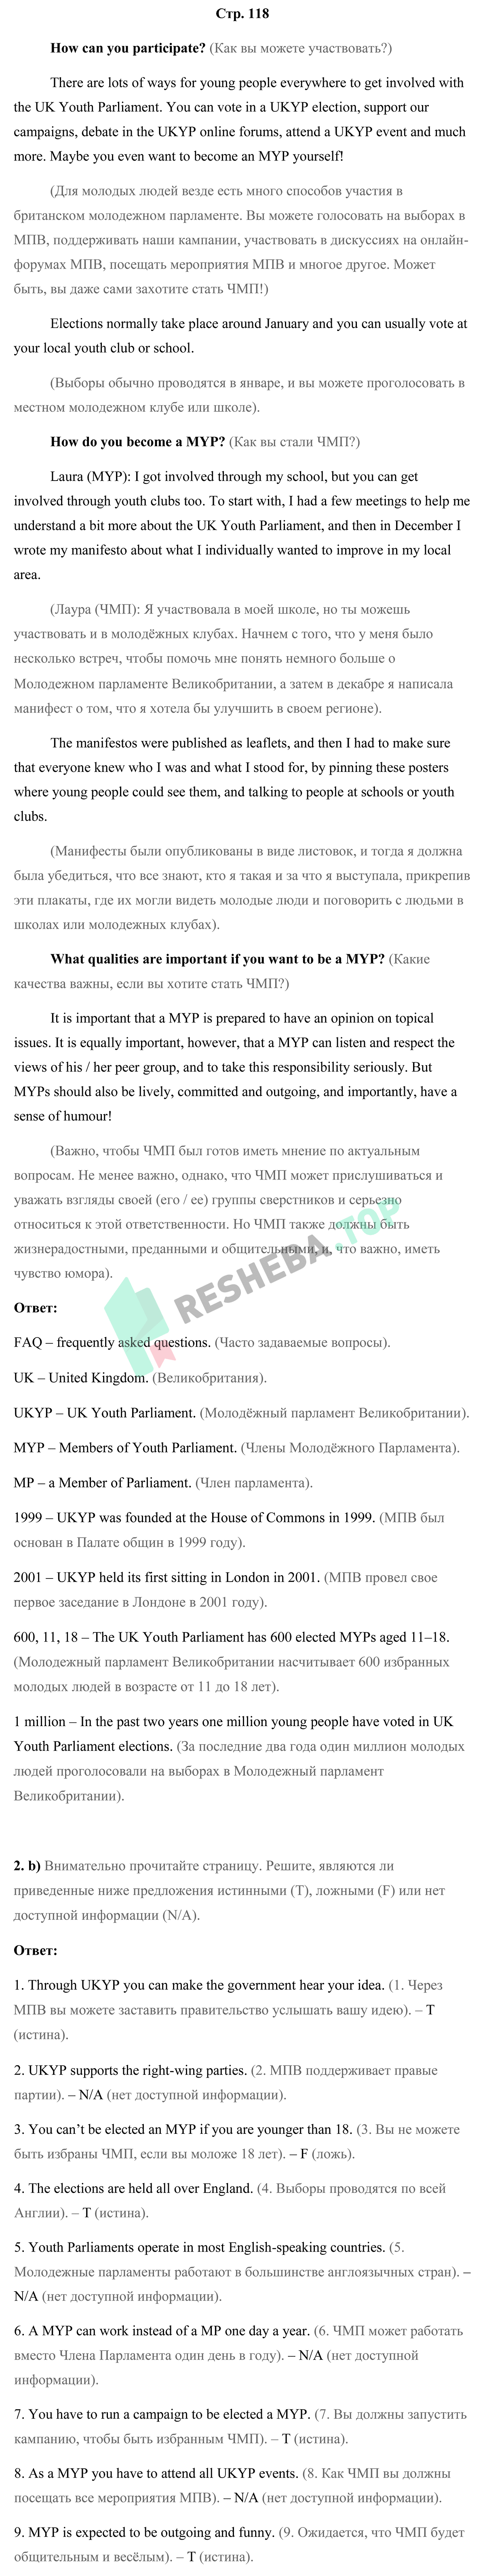 Стр. 118
How can you participate? (Как вы можете участвовать?)
There are lots of ways for young people everywhere to get involved with
the UK Youth Parliament. You can vote in a UKYP election, support our
campaigns, debate in the UKYP online forums, attend a UKYP event and much
more. Maybe you even want to become an MYP yourself!
(Для молодых людей везде есть много способов участия в
британском молодежном парламенте. Вы можете голосовать на выборах в
МПВ, поддерживать наши кампании, участвовать в дискуссиях на онлайн-
форумах МПВ, посещать мероприятия МПВ и многое другое. Может
быть, вы даже сами захотите стать ЧМП!)
Elections normally take place around January and you can usually vote at
your local youth club or school.
(Выборы обычно проводятся в январе, и вы можете проголосовать в
местном молодежном клубе или школе).
How do you become a MYP? (Как вы стали ЧМП?)
Laura (MYP): I got involved through my school, but you can get
involved through youth clubs too. To start with, I had a few meetings to help me
understand a bit more about the UK Youth Parliament, and then in December I
wrote my manifesto about what I individually wanted to improve in my local
area.
(Лаура (ЧМП): Я участвовала в моей школе, но ты можешь
участвовать и в молодёжных клубах. Начнем с того, что у меня было
несколько встреч, чтобы помочь мне понять немного больше о
Молодежном парламенте Великобритании, а затем в декабре я написала
манифест о том, что я хотела бы улучшить в своем регионе).
The manifestos were published as leaflets, and then I had to make sure
that everyone knew who I was and what I stood for, by pinning these posters
where young people could see them, and talking to people at schools or youth
clubs.
(Манифесты были опубликованы в виде листовок, и тогда я должна
была убедиться, что все знают, кто я такая и за что я выступала, прикрепив
эти плакаты, где их могли видеть молодые люди и поговорить с людьми в
школах или молодежных клубах).
What qualities are important if you want to be a MYP? (Какие
качества важны, если вы хотите стать ЧМП?)
It is important that a MYP is prepared to have an opinion on topical
issues. It is equally important, however, that a MYP can listen and respect the
views of his / her peer group, and to take this responsibility seriously. But
MYPs should also be lively, committed and outgoing, and importantly, have a
sense of humour!
(Важно, чтобы ЧМП был готов иметь мнение по актуальным
вопросам. Не менее важно, однако, что ЧМП может прислушиваться и
уважать взгляды своей (его / ее) группы сверстников и серьезно
относиться к этой ответственности. Но ЧМП также должны быть
жизнерадостными, преданными и общительными, и, что важно, иметь
чувство юмора).
RESHEBA.TOP
Ответ:
FAQ – frequently asked questions. (Часто задаваемые вопросы).
UK – United Kingdom. (Великобритания).
UKYP – UK Youth Parliament. (Молодёжный парламент Великобритании).
MYP – Members of Youth Parliament. (Члены Молодёжного Парламента).
MP – a Member of Parliament. (Член парламента).
1999 – UKYP was founded at the House of Commons in 1999. (МПВ был
основан в Палате общин в 1999 году).
2001 – UKYP held its first sitting in London in 2001. (МПВ провел свое
первое заседание в Лондоне в 2001 году).
600, 11, 18 – The UK Youth Parliament has 600 elected MYPs aged 11–18.
(Молодежный парламент Великобритании насчитывает 600 избранных
молодых людей в возрасте от 11 до 18 лет).
1 million – In the past two years one million young people have voted in UK
Youth Parliament elections. (За последние два года один миллион молодых
людей проголосовали на выборах в Молодежный парламент
Великобритании).
2. b) Внимательно прочитайте страницу. Решите, являются ли
приведенные ниже предложения истинными (T), ложными (F) или нет
доступной информации (N/A).
Ответ:
1. Through UKYP you can make the government hear your idea. (1. Через
МПВ вы можете заставить правительство услышать вашу идею). – T
(истина).
2. UKYP supports the right-wing parties. (2. МПВ поддерживает правые
партии). – N/A (нет доступной информации).
3. You can’t be elected an MYP if you are younger than 18. (3. Вы не можете
быть избраны ЧМП, если вы моложе 18 лет). – F (ложь).
4. The elections are held all over England. (4. Выборы проводятся по всей
Англии). – T (истина).
5. Youth Parliaments operate in most English-speaking countries. (5.
Молодежные парламенты работают в большинстве англоязычных стран). –
N/A (нет доступной информации).
6. A MYP can work instead of a MP one day a year. (6. ЧМП может работать
вместо Члена Парламента один день в году). – N/A (нет доступной
информации).
7. You have to run a campaign to be elected a MYP. (7. Вы должны запустить
кампанию, чтобы быть избранным ЧМП). – T (истина).
8. As a MYP you have to attend all UKYP events. (8. Как ЧМП вы должны
посещать все мероприятия МПВ). – N/A (нет доступной информации).
9. MYP is expected to be outgoing and funny. (9. Ожидается, что ЧМП будет
общительным и весёлым). – T (истина).